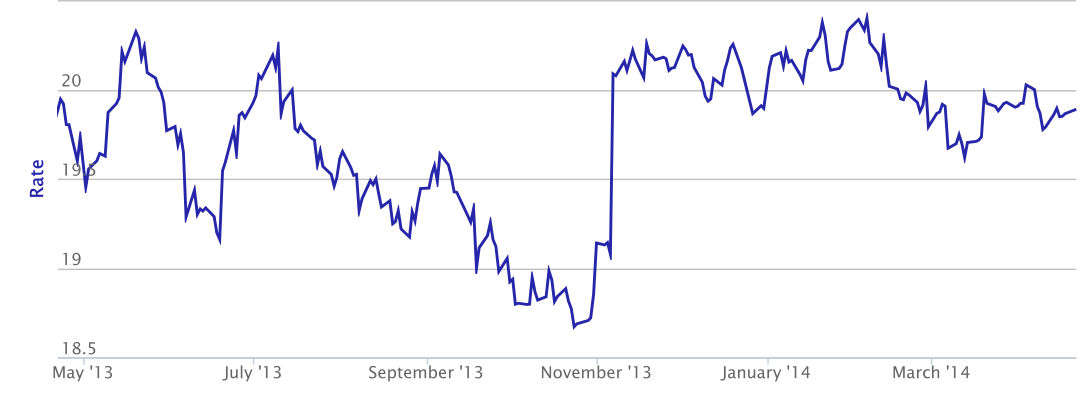 20
19.5
19
18.5
Rate
May '13
July '13
September '13
November '13
January '14
March '14